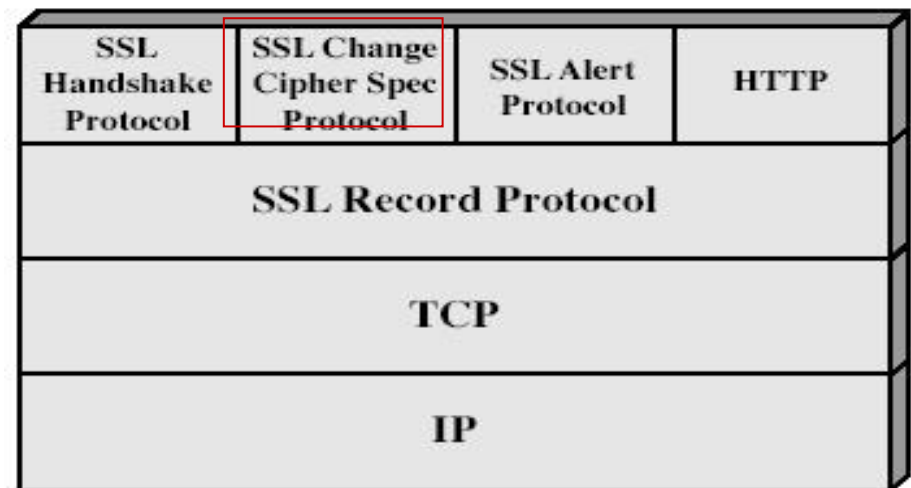 SSL
Handshake
Protocol
SSL Change
Cipher Spec
Protocol
SSL Alert
Protocol
HTTP
SSL Record Protocol
TCP
IP